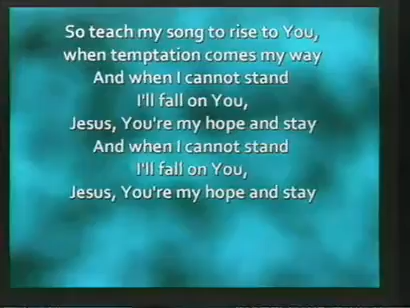 So teach my song to rise to You,
when temptation comes my way
And when I cannot stand
I'll fall on You,
Jesus, You're my hope and stay
And when I cannot stand
I'll fall on You,
Jesus, You're my hope and stay